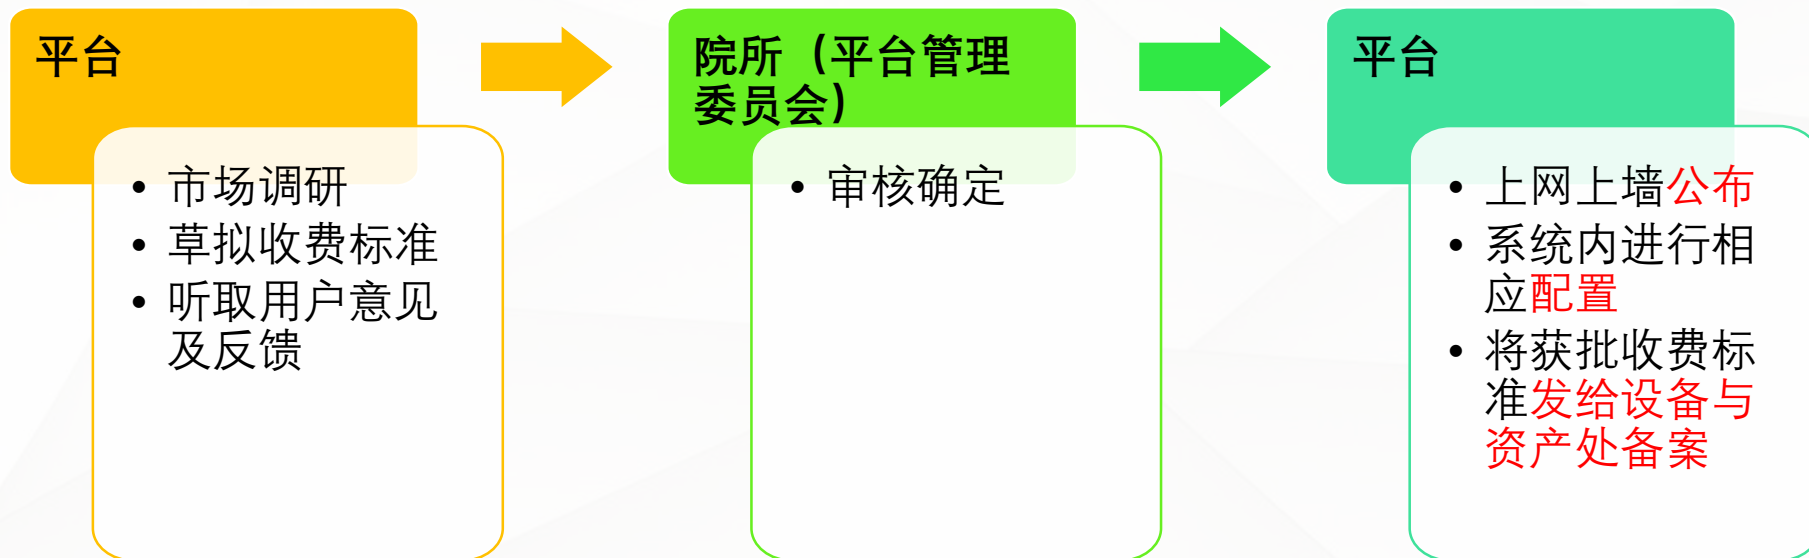 平台
• 市场调研
• 草拟收费标准
• 听取用户意见
及反馈
院所（平台管理
委员会）
• 审核确定
平台
• 上网上墙公布
• 系统内进行相
应配置
• 将获批收费标
准发给设备与
资产处备案